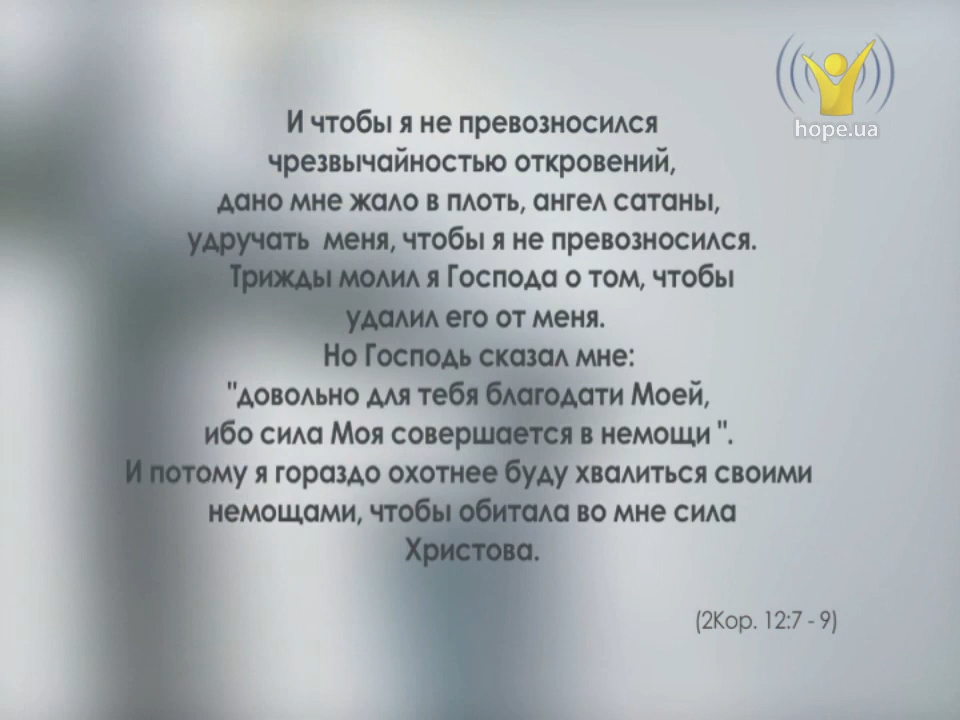 hope.ua
И чтобы я не превозносился
чрезвычайностью откровений,
дано мне жало в плоть, ангел сатаны,
удручать  меня, чтобы я не превозносился.
Трижды молил я Господа о том, чтобы
удалил его от меня.
Но Господь сказал мне:
"довольно для тебя благодати Моей,
ибо сила Моя совершается в немощи ".
И потому я гораздо охотнее буду хвалиться своими
немощами, чтобы обитала во мне сила
Христова.
(2Кор. 12:7 - 9)